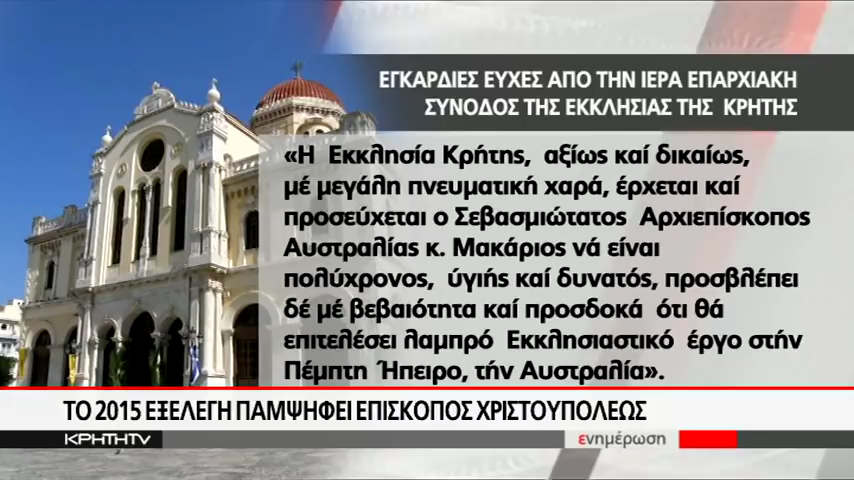 ΕΓΚΑΡΔΙΕΣ ΕΥΧΕΣ ΑΠΟ ΤΗΝ ΙΕΡΑ ΕΠΑΡΧΙΑΚΗ
ΣΥΝΟΔΟΣ ΤΗΣ ΕΚΚΛΗΣΙΑΣ ΤΗΣ ΚΡΗΤΗΣ
«Η Εκκλησία Κρήτης, αξίως καί δικαίως,
μέ μεγάλη πνευματική χαρά, έρχεται καί
προσεύχεται ο Σεβασμιώτατος Αρχιεπίσκοπος
Αυστραλίας κ. Μακάριος νά είναι
πολύχρονος, ύγιής καί δυνατός, προσβλέπει
δέ μέ βεβαιότητα καί προσδοκά ότι θά
επιτελέσει λαμπρό Εκκλησιαστικό έργο στήν
Πέμπτη Ήπειρο, τήν Αυστραλία».
ΤΟ 2015 ΕΞΕΛΕΓΗ ΠΑΜΨΗΦΕΙ ΕΠΙΣΚΟΠΟΣ ΧΡΙΣΤΟΥΠΟΛΕΩΣ
ΚΡΗΤΗTV
ενημέρωση